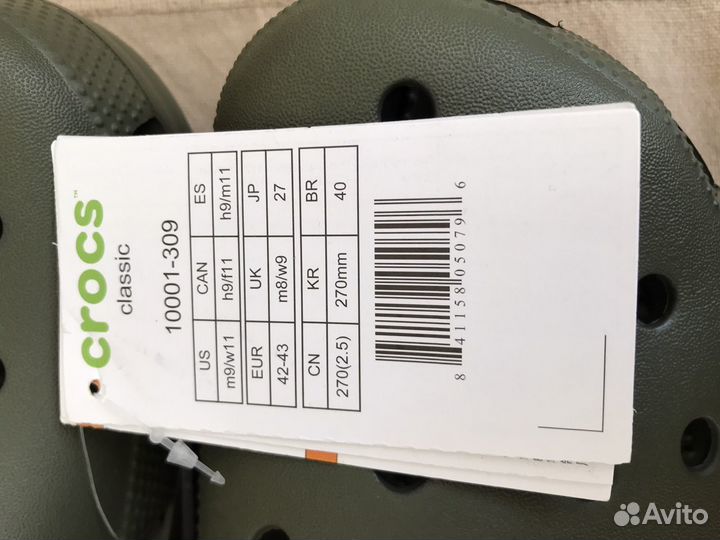 crocs™
classic
10001-309
US CAN ES
m9/w11 h9/f11 h9/m11
EUR UK JP
42-43 m8/w9 27
CN KR BR
270(2.5) 270mm 40
8 41158 05079 6
Avito